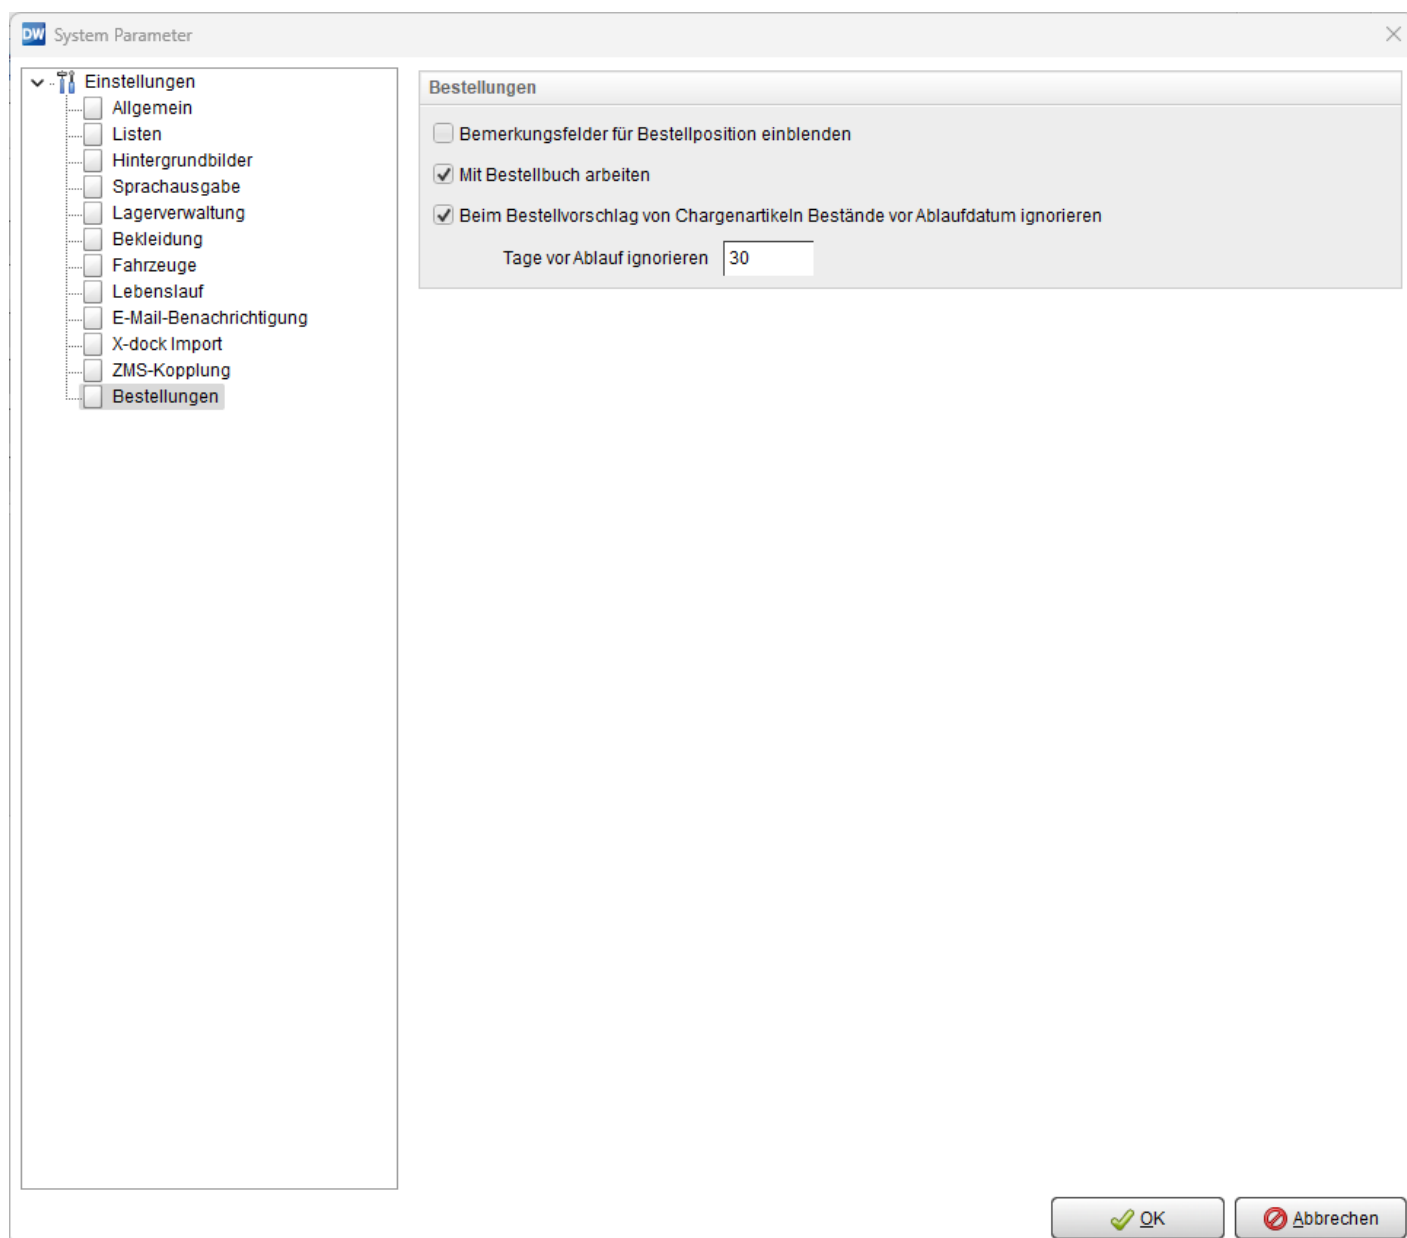 DW System Parameter
Einstellungen
Allgemein
Listen
Hintergrundbilder
Sprachausgabe
Lagerverwaltung
Bekleidung
Fahrzeuge
Lebenslauf
E-Mail-Benachrichtigung
X-dock Import
ZMS-Kopplung
Bestellungen
Bestellungen
Bemerkungsfelder für Bestellposition einblenden
Mit Bestellbuch arbeiten
Beim Bestellvorschlag von Chargenartikeln Bestände vor Ablaufdatum ignorieren
Tage vor Ablauf ignorieren 30
OK Abbrechen